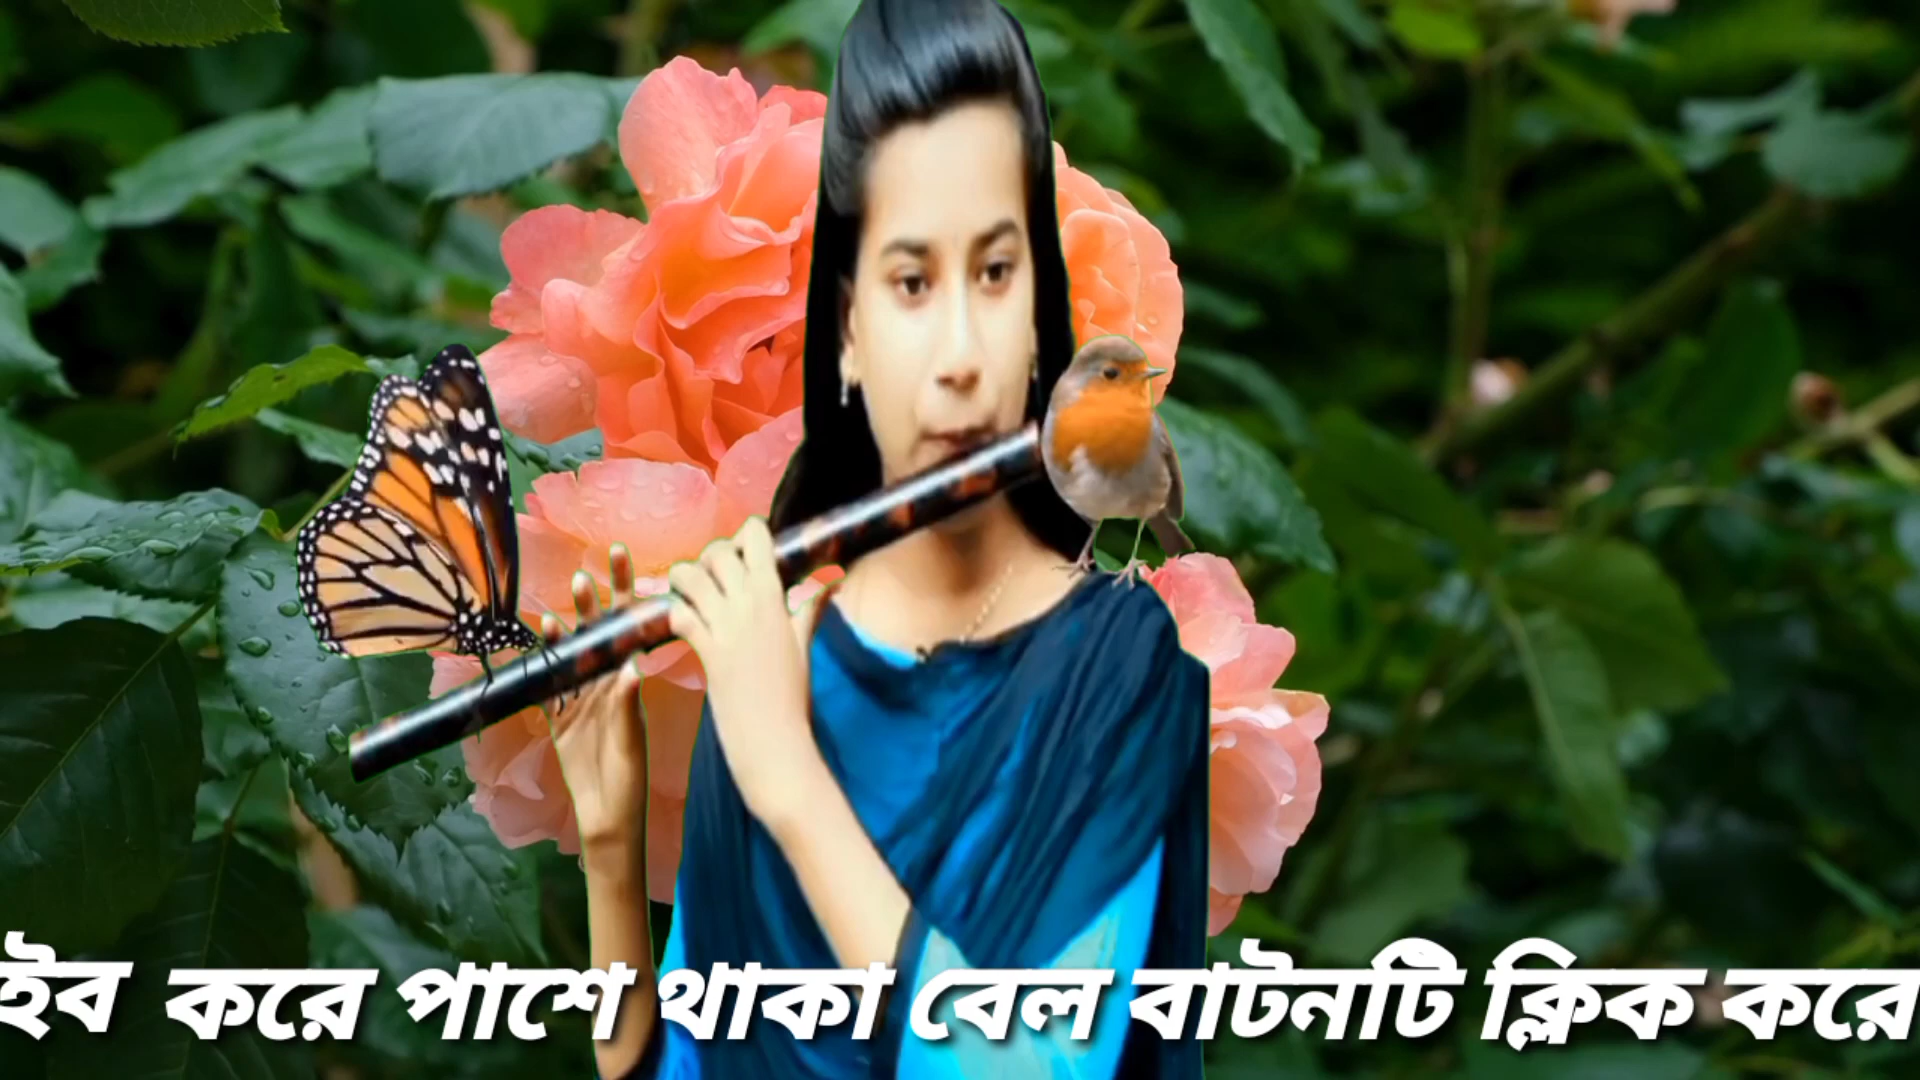 ইব করে পাশে থাকা বেল বাটনটি ক্লিক করে